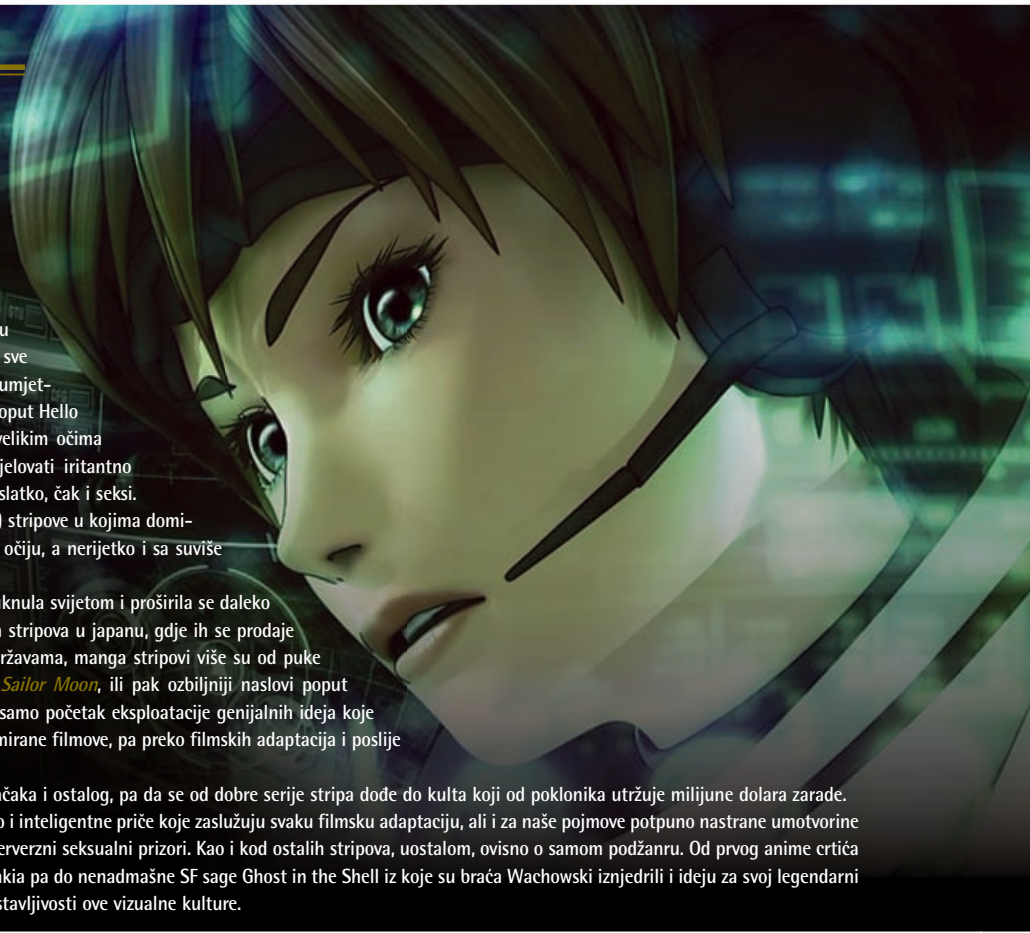 u
sve
umjet-
oput Hello
velikim očima
jelovati iritantno
slatko, čak i seksi.
) stripove u kojima domi-
očiju, a nerijetko i sa suviše
uknula svijetom i proširila se daleko
stripova u japanu, gdje ih se prodaje
ržavama, manga stripovi više su od puke
Sailor Moon, ili pak ozbiljniji naslovi poput
samo početak eksploatacije genijalnih ideja koje
mirane filmove, pa preko filmskih adaptacija i poslije
ačaka i ostalog, pa da se od dobre serije stripa dođe do kulta koji od poklonika utržuje milijune dolara zarade.
o i inteligentne priče koje zaslužuju svaku filmsku adaptaciju, ali i za naše pojmove potpuno nastrane umotvorine
erverzni seksualni prizori. Kao i kod ostalih stripova, uostalom, ovisno o samom podžanru. Od prvog anime crtića
akia pa do nenadmašne SF sage Ghost in the Shell iz koje su braća Wachowski iznjedrili i ideju za svoj legendarni
stavljivosti ove vizualne kulture.